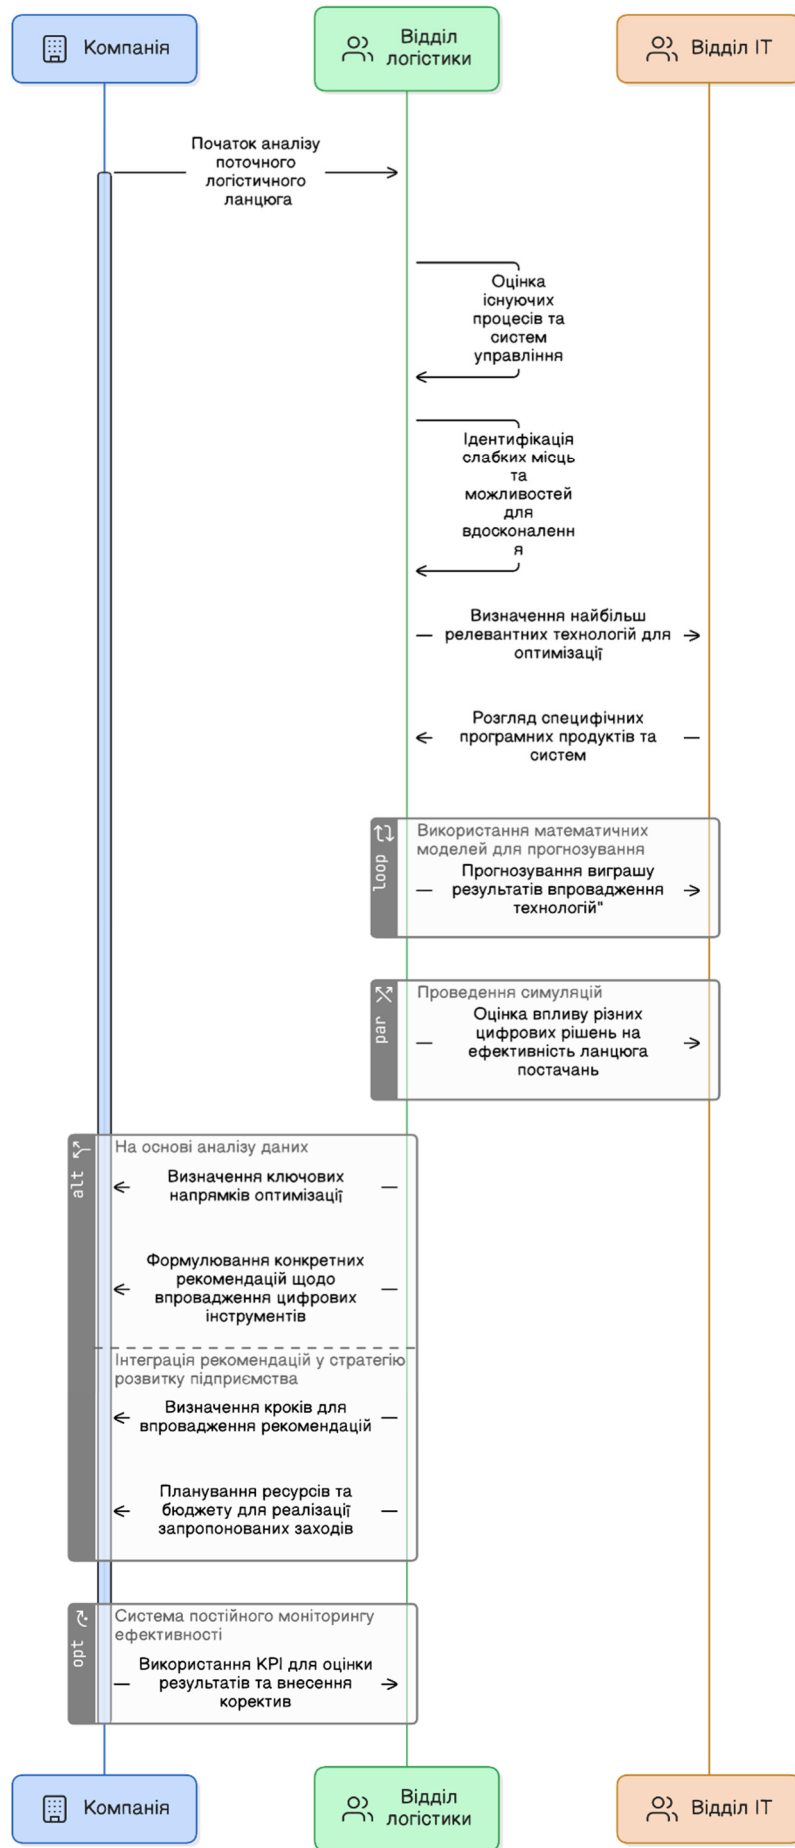 Компанія
Відділ
логістики
Відділ ІТ
Початок аналізу
поточного
логістичного
ланцюга
Оцінка
існуючих
процесів та
систем
управління
Ідентифікація
слабких місць
та
можливостей
для
вдосконаленн
я
Визначення найбільш
релевантних технологій для
оптимізації
Розгляд специфічних
програмних продуктів та
систем
loop
Використання математичних
моделей для прогнозування
Прогнозування виграшу
результатів впровадження
технологій"
par
Проведення симуляцій
Оцінка впливу різних
цифрових рішень на
ефективність ланцюга
постачань
alt
На основі аналізу даних
Визначення ключових
напрямків оптимізації
Формулювання конкретних
рекомендацій щодо
впровадження цифрових
інструментів
Інтеграція рекомендацій у стратегію
розвитку підприємства
Визначення кроків для
впровадження рекомендацій
Планування ресурсів та
бюджету для реалізації
запропонованих заходів
opt
Система постійного моніторингу
ефективності
Використання KPI для оцінки
результатів та внесення
коректив
Компанія
Відділ
логістики
Відділ ІТ